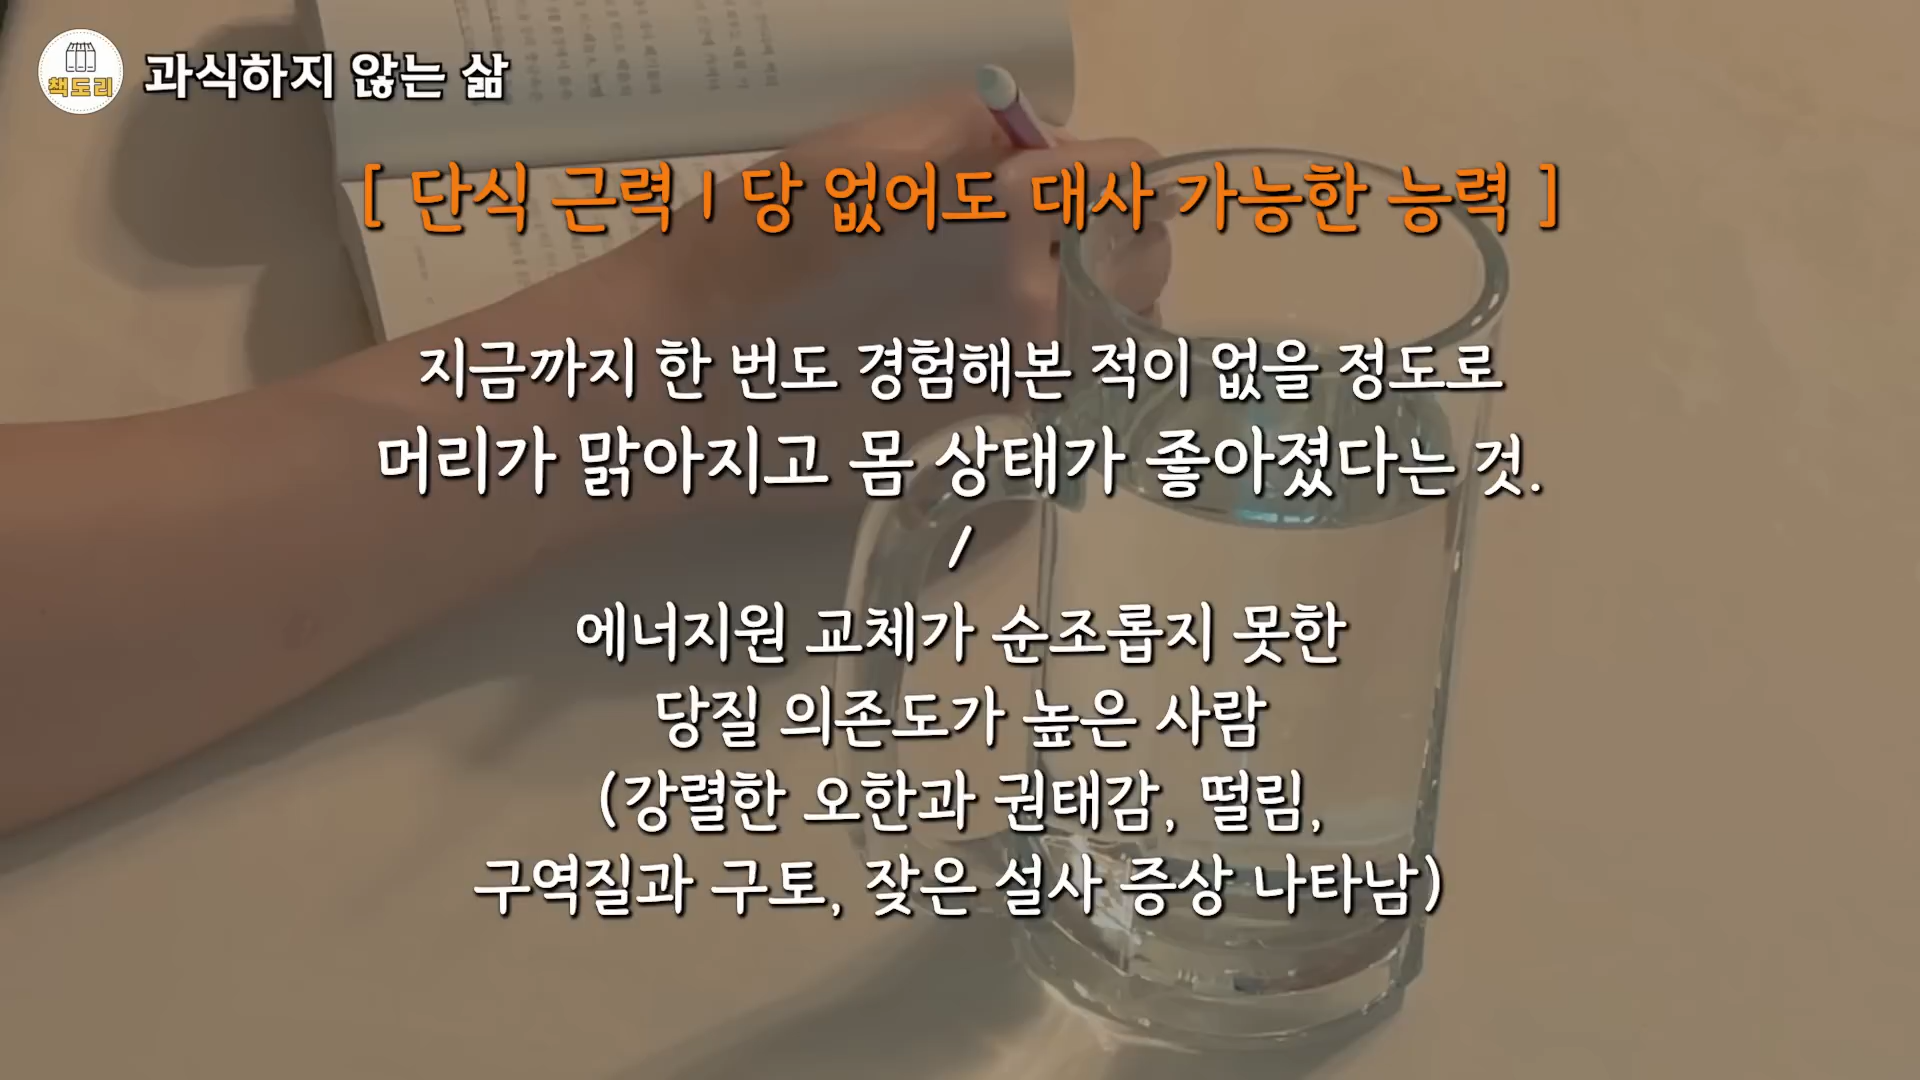 책도리
과식하지 않는 삶
[ 단식 근력 | 당 없어도 대사 가능한 능력 ]
지금까지 한 번도 경험해본 적이 없을 정도로
머리가 맑아지고 몸 상태가 좋아졌다는 것.
/
에너지원 교체가 순조롭지 못한
당질 의존도가 높은 사람
(강렬한 오한과 권태감, 떨림,
구역질과 구토, 잦은 설사 증상 나타남)